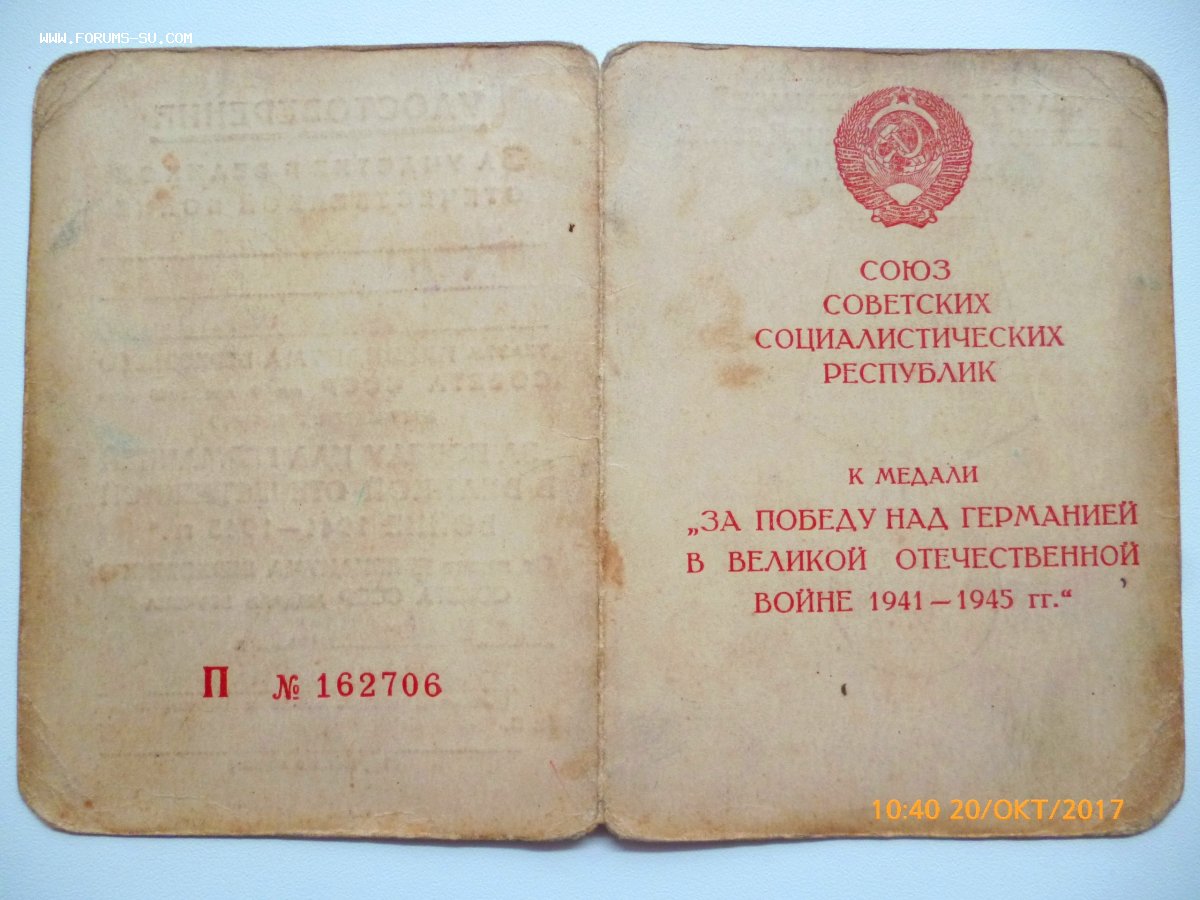 WWW.FORUMS-SU.COM
П № 162706
СОЮЗ
СОВЕТСКИХ
СОЦИАЛИСТИЧЕСКИХ
РЕСПУБЛИК
К МЕДАЛИ
„ЗА ПОБЕДУ НАД ГЕРМАНИЕЙ
В ВЕЛИКОЙ ОТЕЧЕСТВЕННОЙ
ВОЙНЕ 1941—1945 гг.“
10:40 20/ОКТ/2017